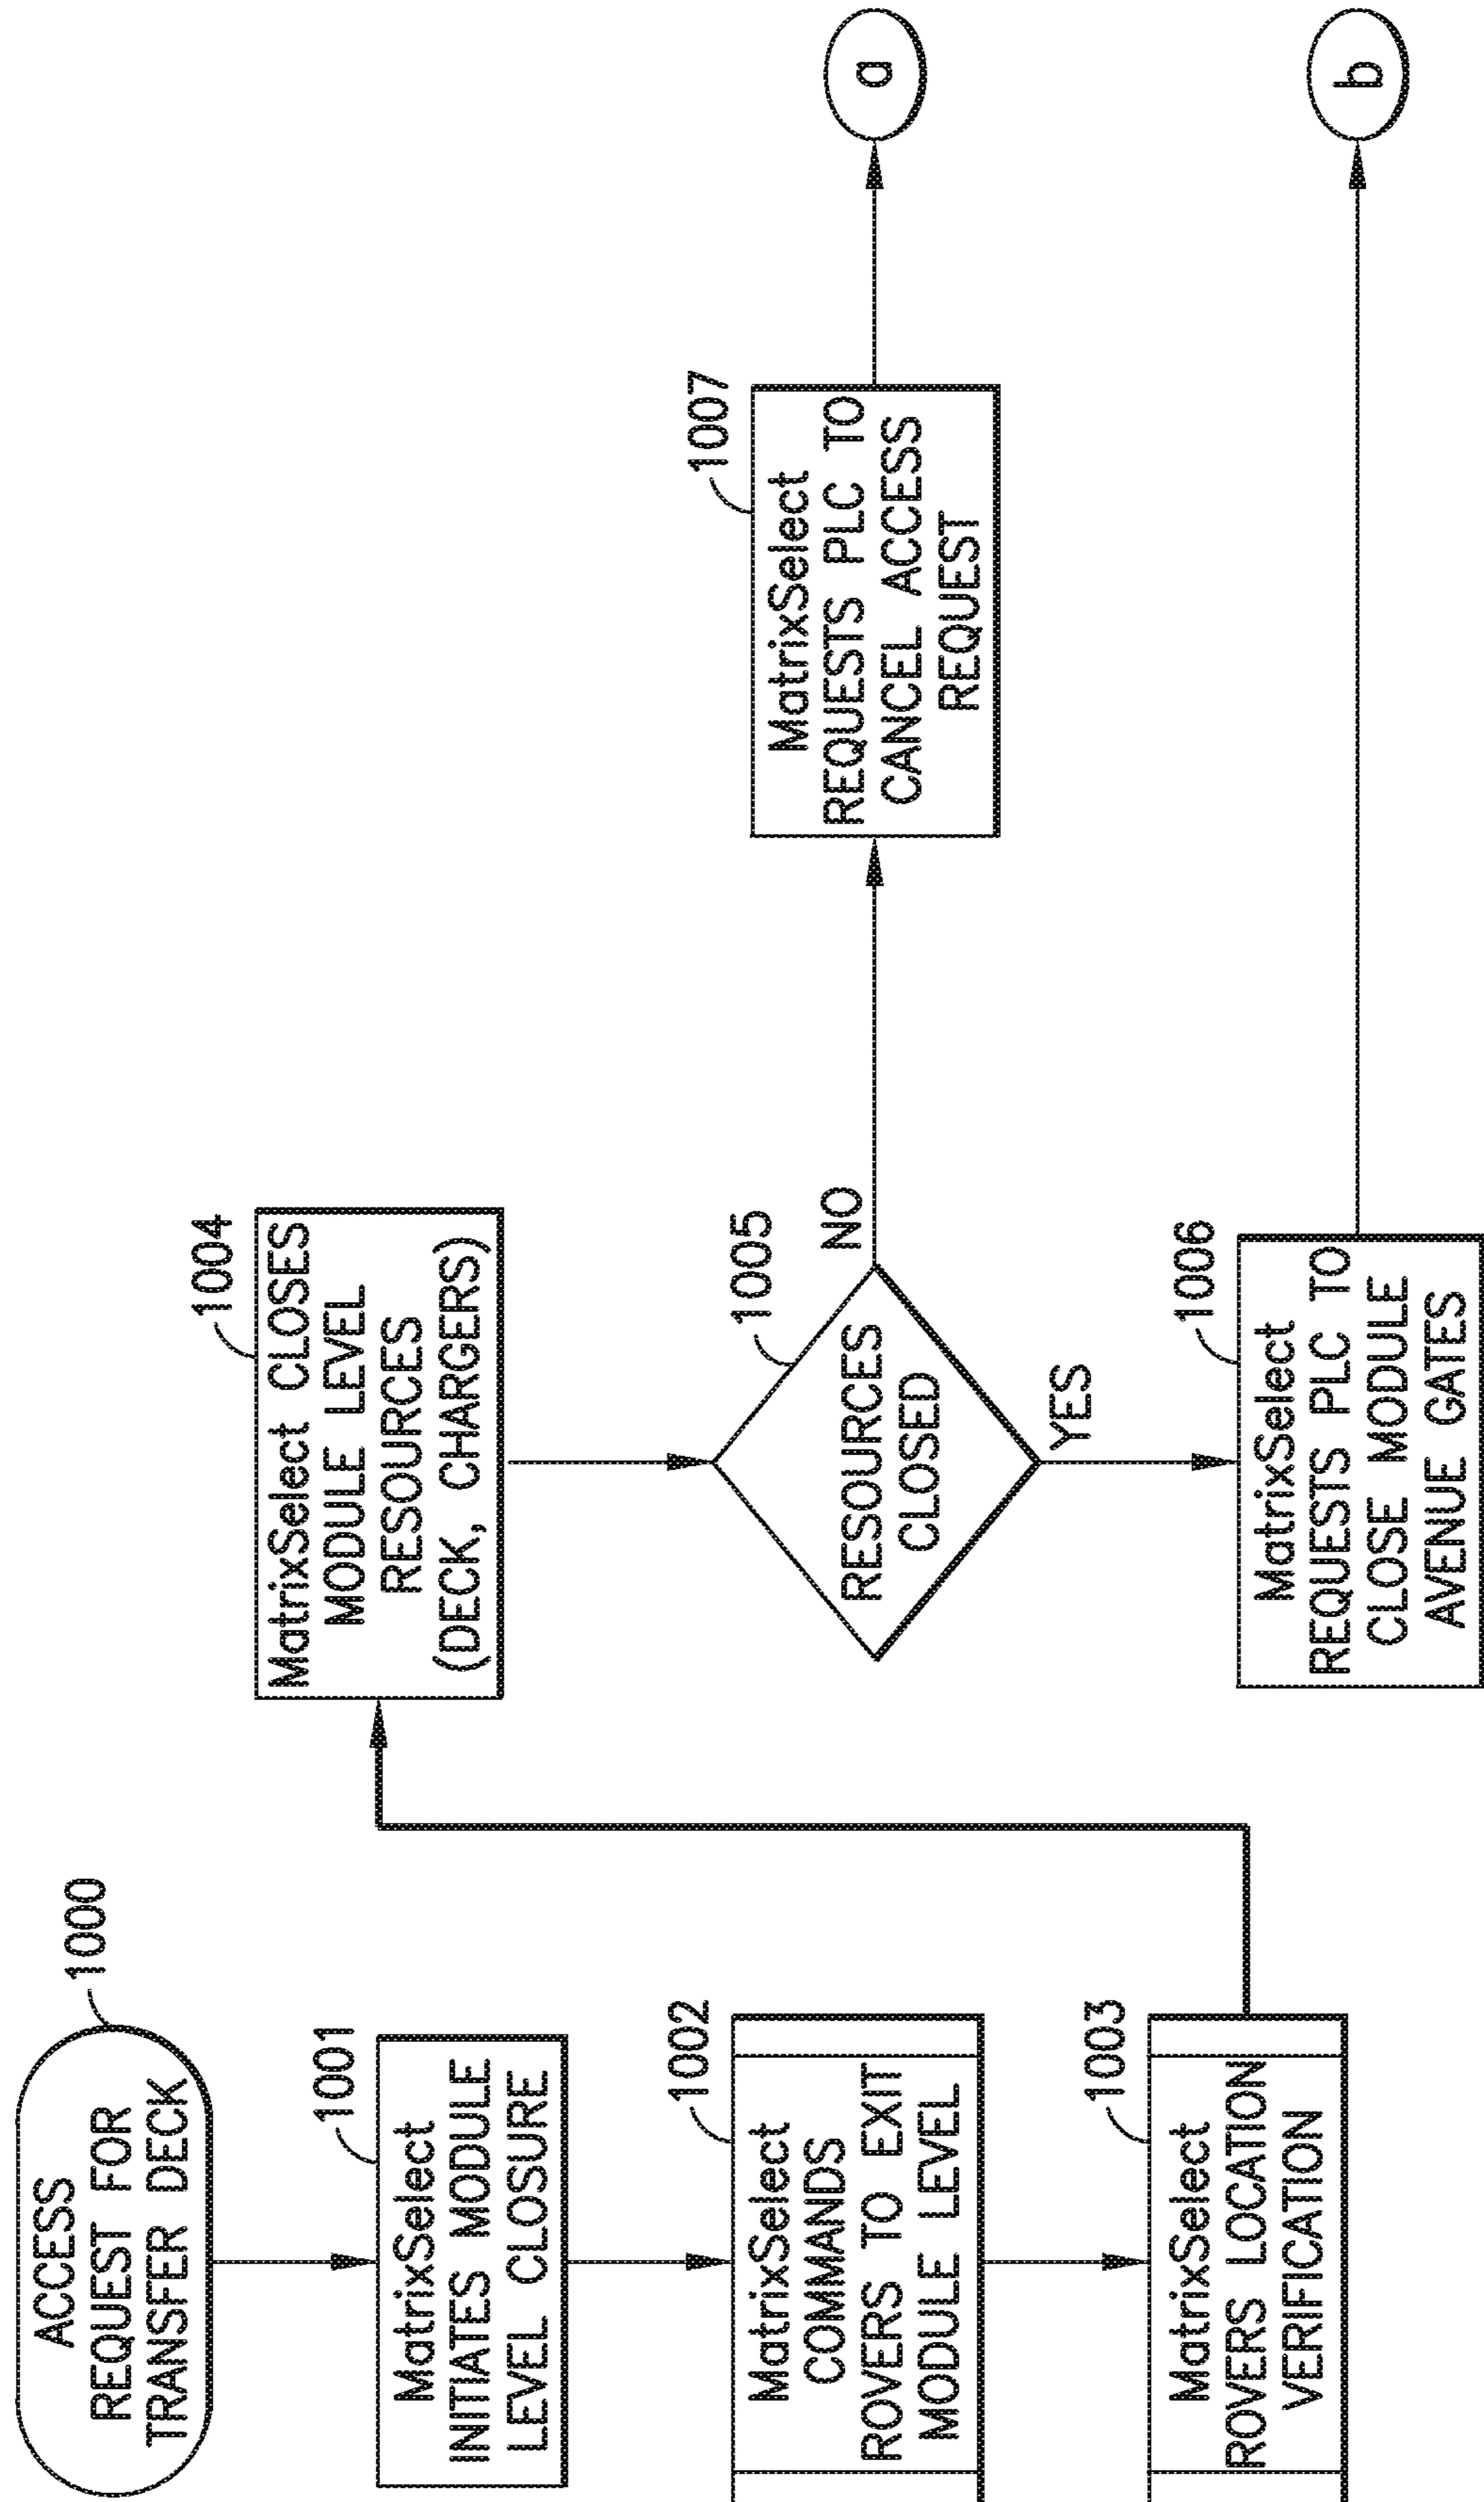 1000
ACCESS
REQUEST FOR
TRANSFER DECK
1001
MatrixSelect
INITIATES MODULE
LEVEL CLOSURE
1002
MatrixSelect
COMMANDS
ROVERS TO EXIT
MODULE LEVEL
1003
MatrixSelect
ROVERS LOCATION
VERIFICATION
1004
MatrixSelect CLOSES
MODULE LEVEL
RESOURCES
(DECK, CHARGERS)
1005
RESOURCES
CLOSED
NO
YES
1006
MatrixSelect
REQUESTS PLC TO
CLOSE MODULE
AVENUE GATES
1007
MatrixSelect
REQUESTS PLC TO
CANCEL ACCESS
REQUEST
a
b